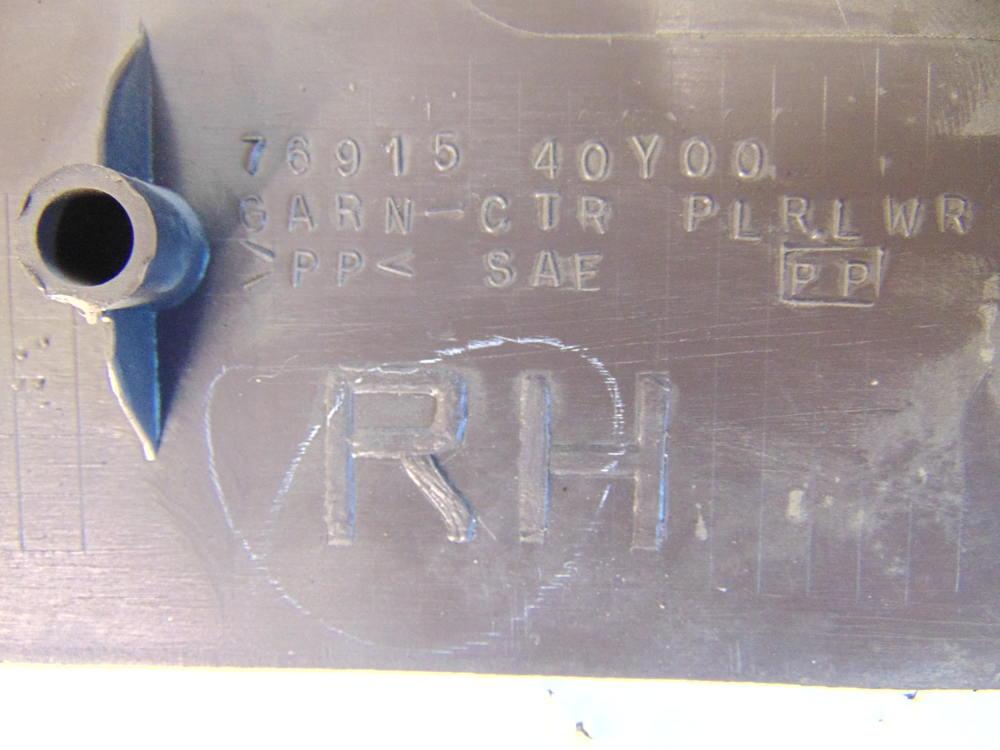 76915 40Y00
GARN-CTR PLR LWR
>PP< SAE PP
RH